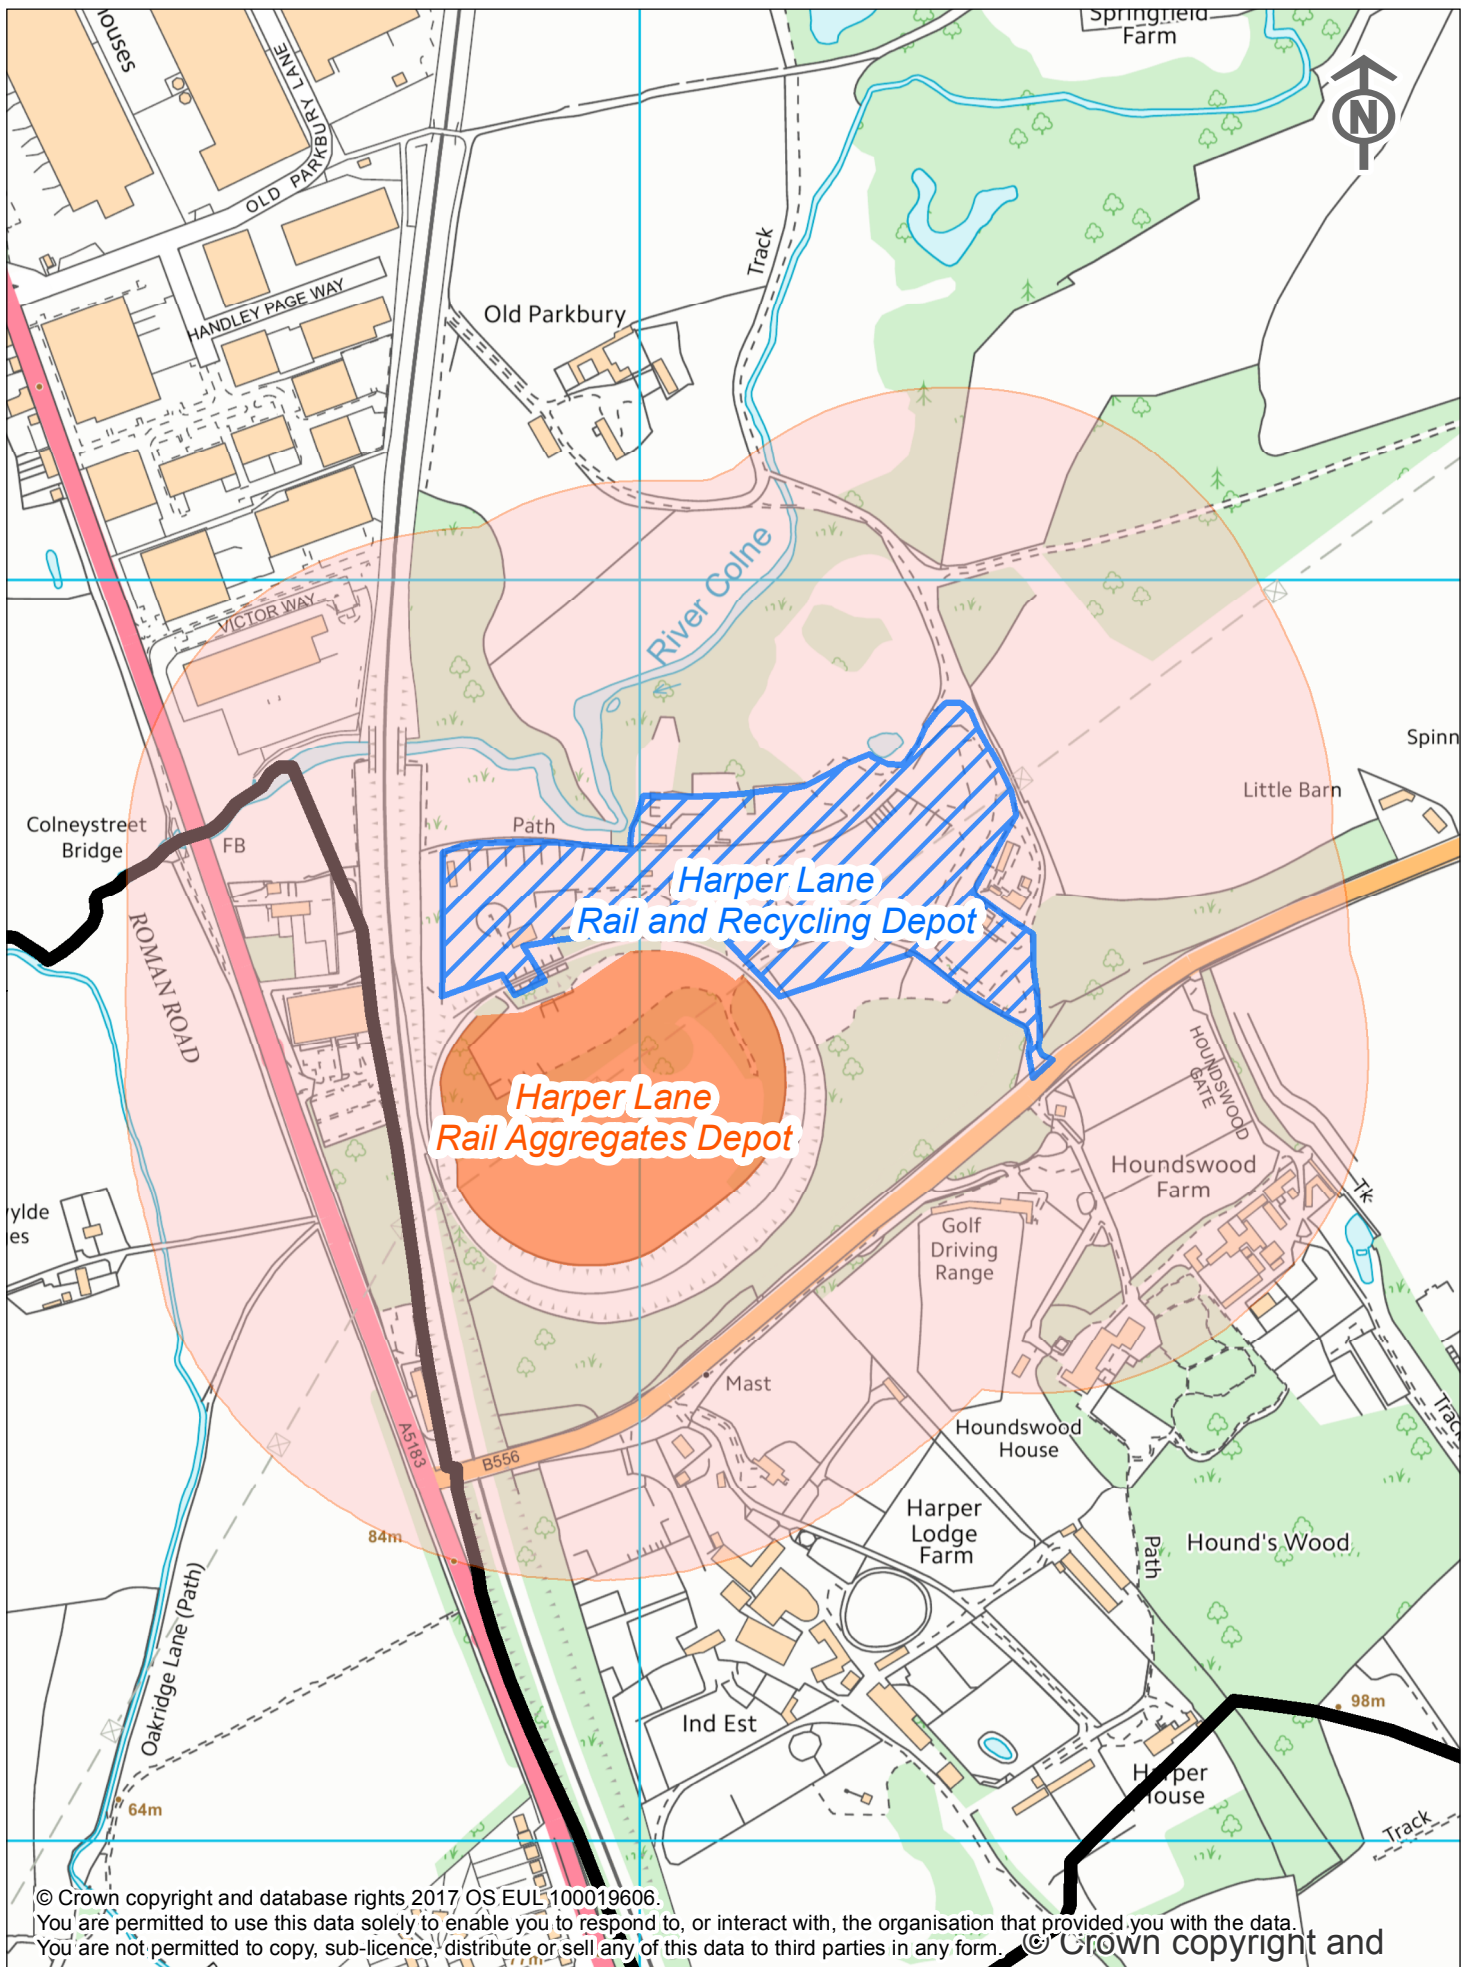 Springfield
Farm
OLD PARKBURY LANE
N
HANDLEY PAGE WAY
Track
Old Parkbury
River Colne
VICTOR WAY
Spinn
Little Barn
Colneystreet
Bridge
FB
Path
Harper Lane
Rail and Recycling Depot
ROMAN ROAD
HOUNDSWOOD
GATE
Harper Lane
Rail Aggregates Depot
Houndswood
Farm
Tk
Golf
Driving
Range
Mast
A5183
B556
Houndswood
House
Track
84m
Harper
Lodge
Farm
Path
Hound's Wood
Oakridge Lane (Path)
Ind Est
98m
Harper
House
64m
Track
© Crown copyright and database rights 2017 OS EUL 100019606.
You are permitted to use this data solely to enable you to respond to, or interact with, the organisation that provided you with the data.
You are not permitted to copy, sub-licence, distribute or sell any of this data to third parties in any form.
© Crown copyright and